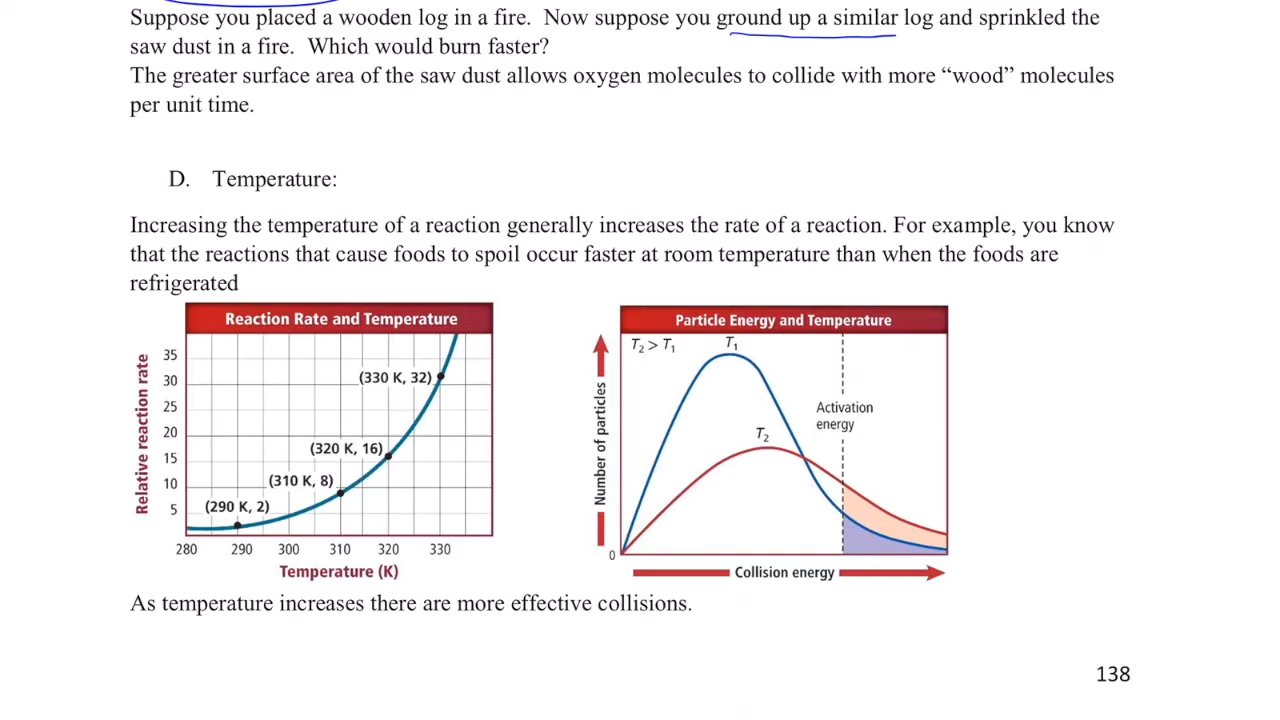 Suppose you placed a wooden log in a fire. Now suppose you ground up a similar log and sprinkled the
saw dust in a fire. Which would burn faster?
The greater surface area of the saw dust allows oxygen molecules to collide with more “wood” molecules
per unit time.
D. Temperature:
Increasing the temperature of a reaction generally increases the rate of a reaction. For example, you know
that the reactions that cause foods to spoil occur faster at room temperature than when the foods are
refrigerated
Reaction Rate and Temperature
Relative reaction rate
35
30
25
20
15
10
5
(330 K, 32)
(320 K, 16)
(310 K, 8)
(290 K, 2)
280 290 300 310 320 330
Temperature (K)
Particle Energy and Temperature
T₂ > T₁
T₁
T₂
Activation
energy
Number of particles
0
Collision energy
As temperature increases there are more effective collisions.
138